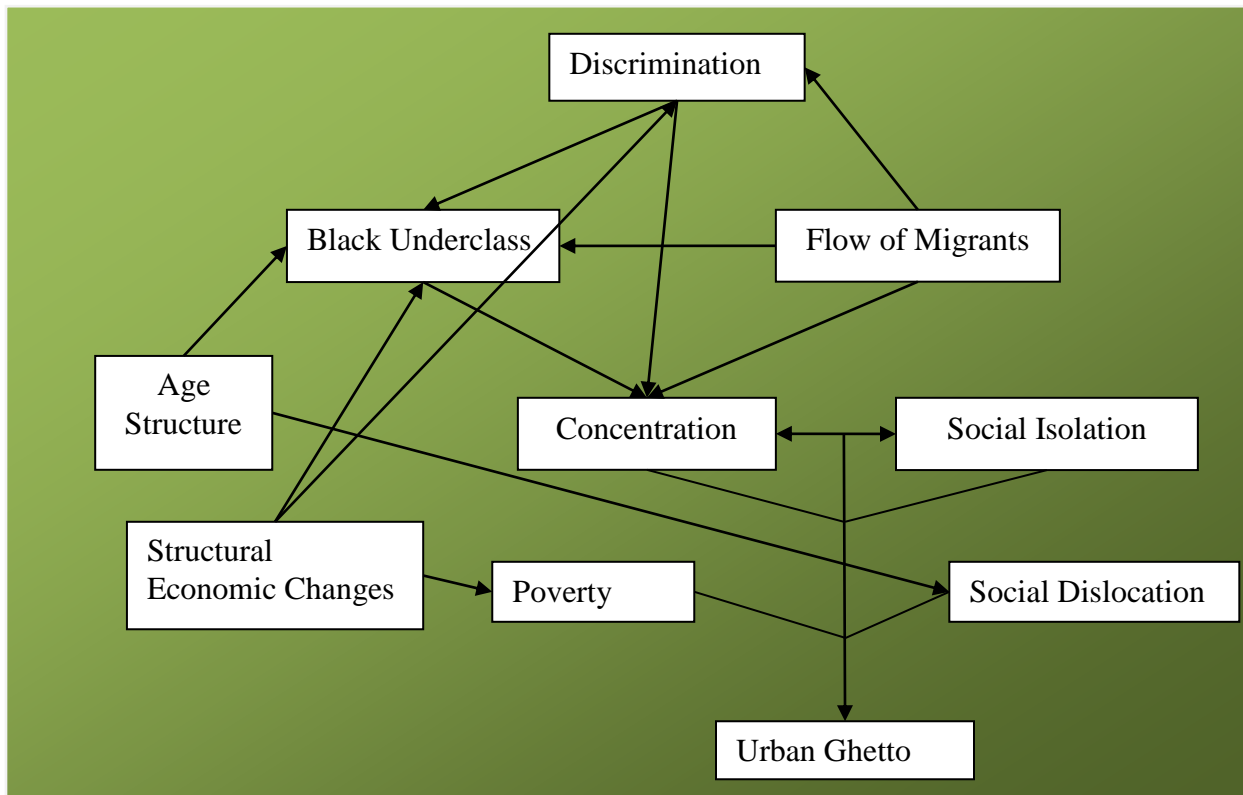 Discrimination
Black Underclass
Flow of Migrants
Age
Structure
Concentration
Social Isolation
Structural
Economic Changes
Poverty
Social Dislocation
Urban Ghetto